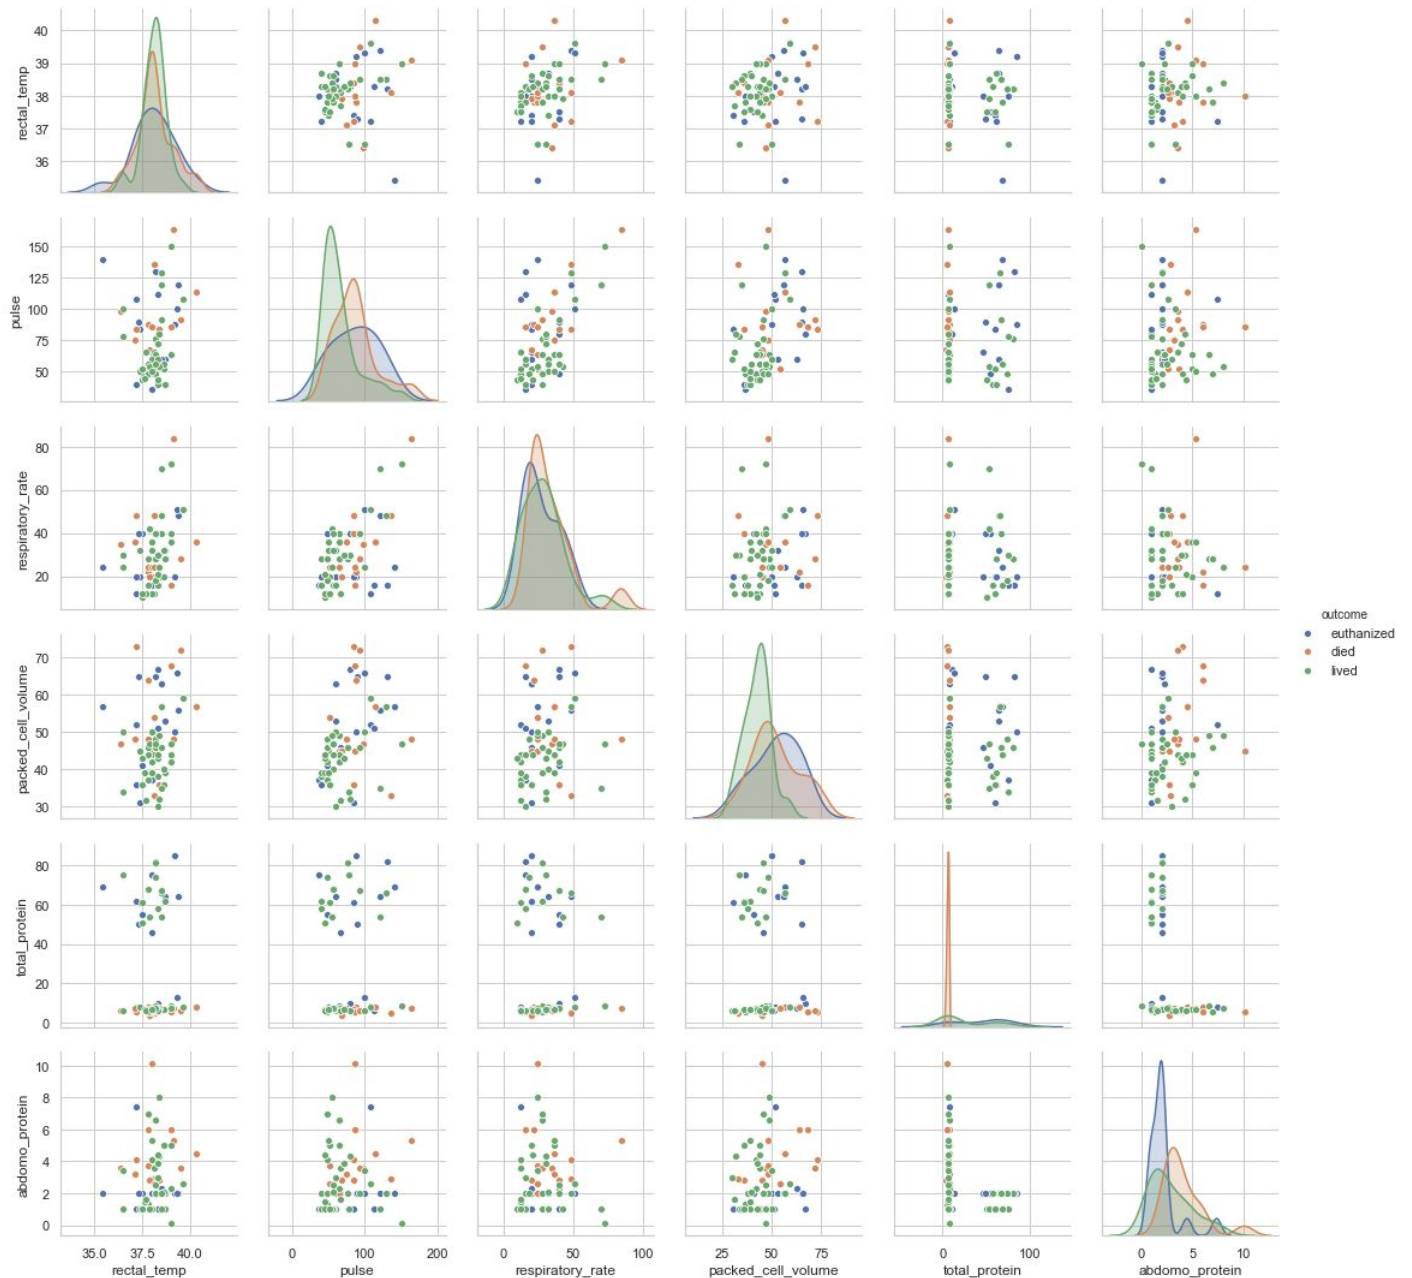 40
39
38
37
36
rectal_temp
150
125
100
75
50
pulse
80
60
40
20
respiratory_rate
outcome
euthanized
died
lived
70
60
50
40
30
packed_cell_volume
80
60
40
20
0
total_protein
10
8
6
4
2
0
abdomo_protein
35.0 37.5 40.0 0 100 200 0 50 100 25 50 75 0 100 0 5 10
rectal_temp pulse respiratory_rate packed_cell_volume total_protein abdomo_protein